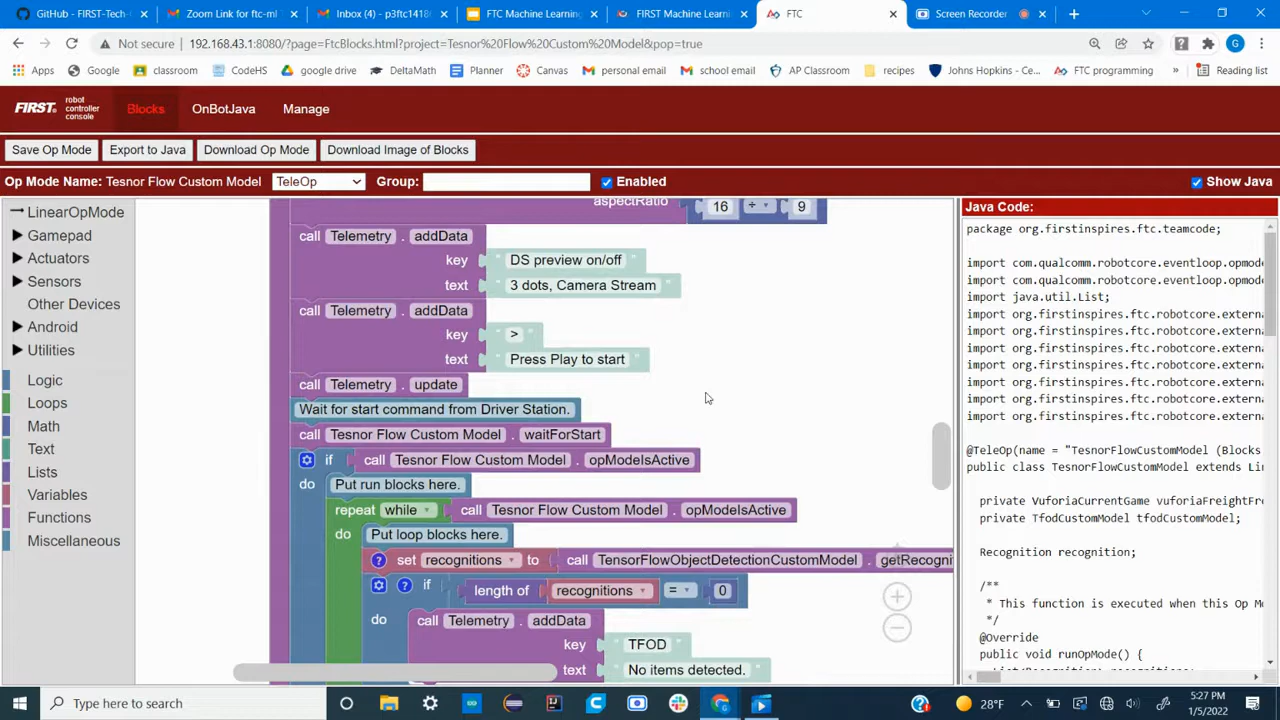 GitHub - FIRST-Tech-
Zoom Link for ftc-ml
Inbox (4) - p3ftc1418
FTC Machine Learning
FIRST Machine Learni
FTC
Screen Recorder
Not secure 192.168.43.1:8080/?page=FtcBlocks.html?project=Tesnor%20Flow%20Custom%20Model&pop=true
G
Apps Google classroom CodeHS google drive DeltaMath Planner Canvas personal email school email AP Classroom recipes Johns Hopkins - Ce... FTC programming Reading list
FIRST robot controller console Blocks OnBotJava Manage
Save Op Mode Export to Java Download Op Mode Download Image of Blocks
Op Mode Name: Tesnor Flow Custom Model TeleOp Group: Enabled Show Java
LinearOpMode
Gamepad
Actuators
Sensors
Other Devices
Android
Utilities
Logic
Loops
Math
Text
Lists
Variables
Functions
Miscellaneous
aspectRatio 16 ÷ 9
call Telemetry . addData
key " DS preview on/off "
text " 3 dots, Camera Stream "
call Telemetry . addData
key " > "
text " Press Play to start "
call Telemetry . update
Wait for start command from Driver Station.
call Tesnor Flow Custom Model . waitForStart
if call Tesnor Flow Custom Model . opModeIsActive
do Put run blocks here.
repeat while call Tesnor Flow Custom Model . opModeIsActive
do Put loop blocks here.
? set recognitions to call TensorFlowObjectDetectionCustomModel . getRecogni
? if length of recognitions = 0
do call Telemetry . addData
key " TFOD "
text " No items detected. "
Java Code:
package org.firstinspires.ftc.teamcode;
import com.qualcomm.robotcore.eventloop.opmod
import com.qualcomm.robotcore.eventloop.opmod
import java.util.List;
import org.firstinspires.ftc.robotcore.extern
import org.firstinspires.ftc.robotcore.extern
import org.firstinspires.ftc.robotcore.extern
import org.firstinspires.ftc.robotcore.extern
import org.firstinspires.ftc.robotcore.extern
import org.firstinspires.ftc.robotcore.extern
import org.firstinspires.ftc.robotcore.extern
@TeleOp(name = "TesnorFlowCustomModel (Blocks
public class TesnorFlowCustomModel extends Lin
private VuforiaCurrentGame vuforiaFreightFre
private TfodCustomModel tfodCustomModel;
Recognition recognition;
/**
* This function is executed when this Op Mo
*/
@Override
public void runOpMode() {
Type here to search
28°F
5:27 PM
1/5/2022